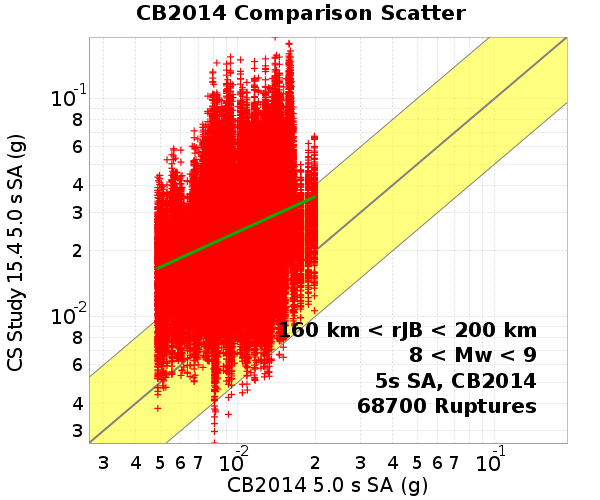 CB2014 Comparison Scatter
CS Study 15.4 5.0 s SA (g)
10-1
8
6
4
3
2
10-2
8
6
4
3
160 km < rJB < 200 km
8 < Mw < 9
5s SA, CB2014
68700 Ruptures
3 4 5 6 7 10-2 2 3 4 5 6 7 10-1
CB2014 5.0 s SA (g)